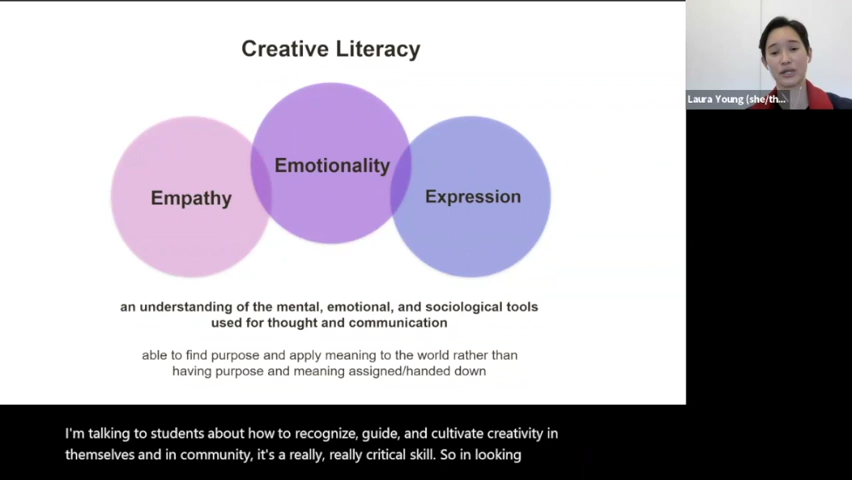 Creative Literacy
Empathy
Emotionality
Expression
an understanding of the mental, emotional, and sociological tools
used for thought and communication
able to find purpose and apply meaning to the world rather than
having purpose and meaning assigned/handed down
Laura Young (she/th...
I'm talking to students about how to recognize, guide, and cultivate creativity in
themselves and in community, it's a really, really critical skill. So in looking